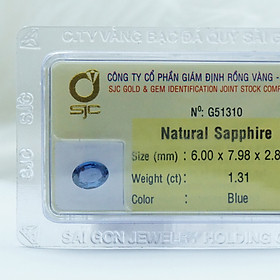 C.TY VÀNG BẠC ĐÁ QUÝ SÀI G
CÔNG TY CỔ PHẦN GIÁM ĐỊNH RỒNG VÀNG -
SJC GOLD & GEM IDENTIFICATION JOINT STOCK COMP
SJC
Nº: G51310
Natural Sapphire
Size (mm) : 6.00 x 7.98 x 2.8
Weight (ct) : 1.31
Color : Blue
SAI GON JEWELRY HOLDING
SJC